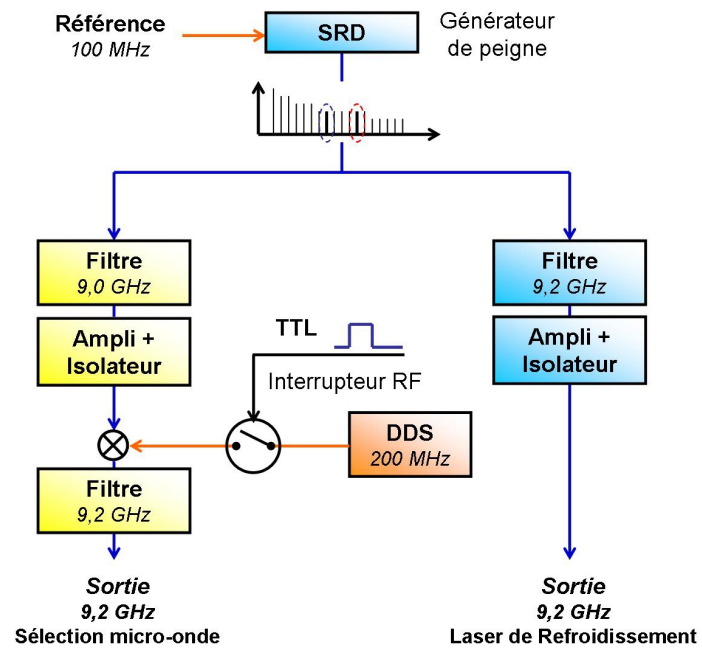 Référence
100 MHz
SRD
Générateur
de peigne
Filtre
9,0 GHz
Ampli +
Isolateur
TTL
Interrupteur RF
DDS
200 MHz
Filtre
9,2 GHz
Sortie
9,2 GHz
Sélection micro-onde
Filtre
9,2 GHz
Ampli +
Isolateur
Sortie
9,2 GHz
Laser de Refroidissement